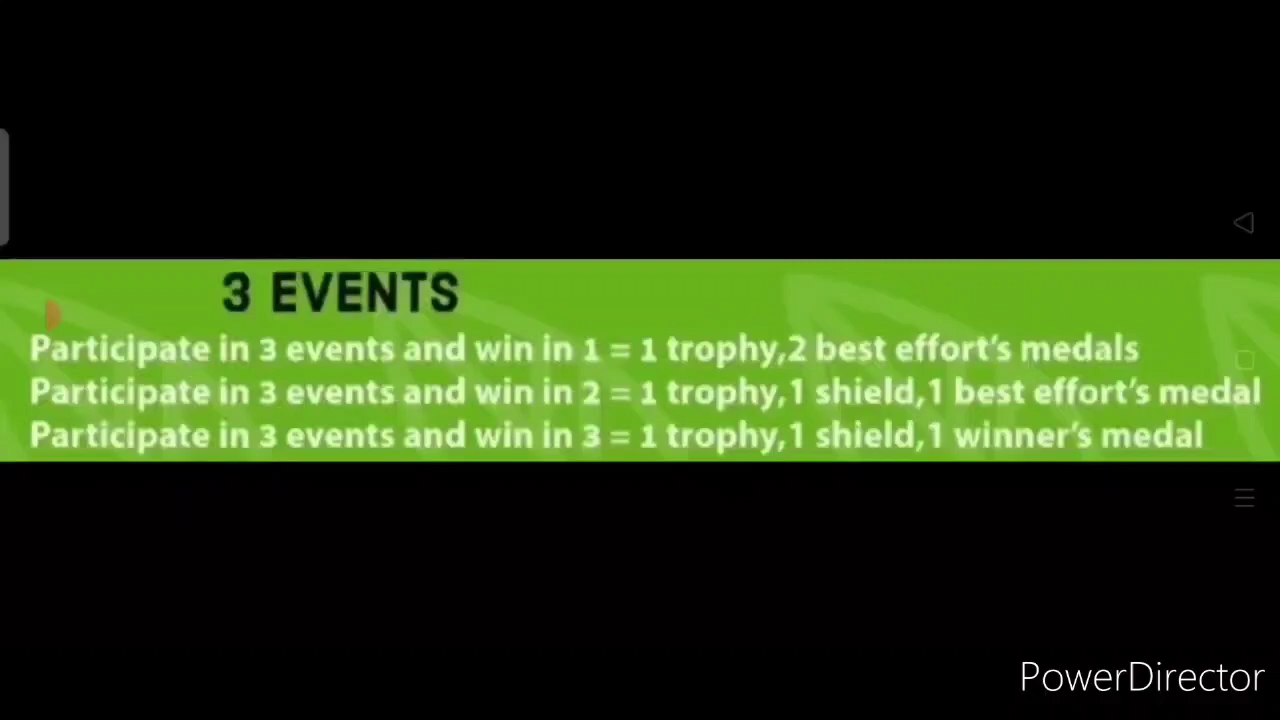 3 EVENTS
Participate in 3 events and win in 1 = 1 trophy,2 best effort's medals
Participate in 3 events and win in 2 = 1 trophy,1 shield,1 best effort's medal
Participate in 3 events and win in 3 = 1 trophy,1 shield,1 winner's medal
PowerDirector